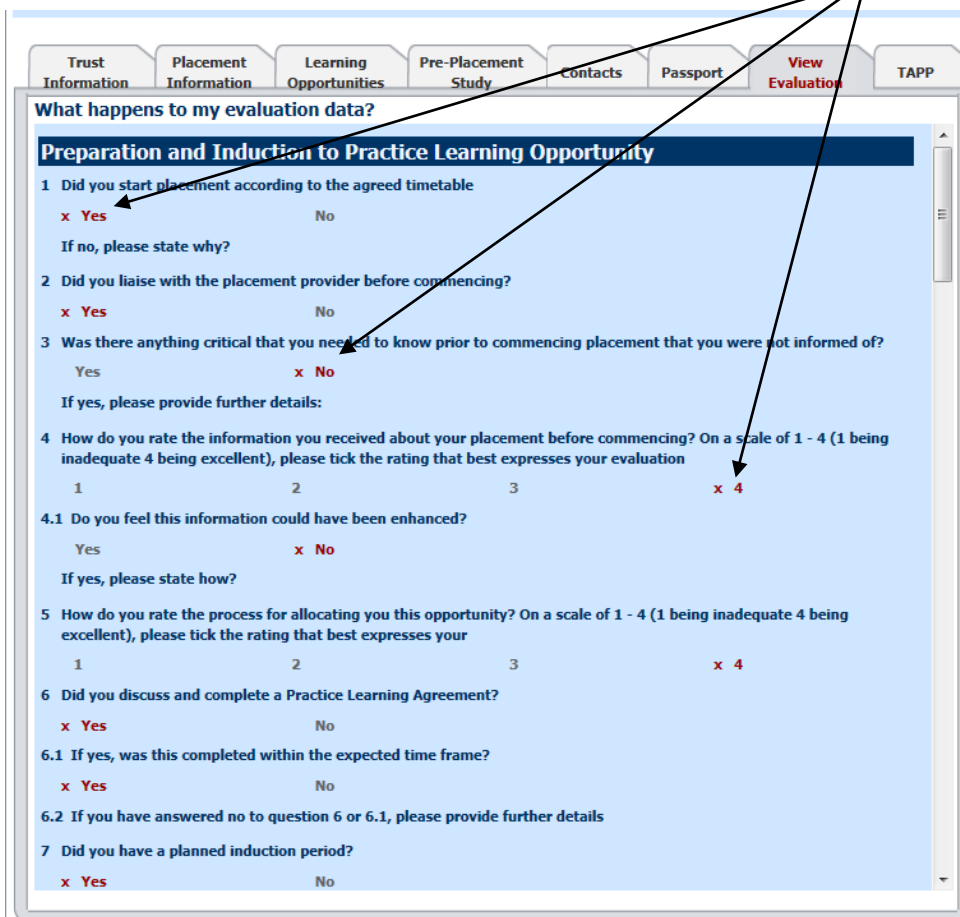 Trust Information
Placement Information
Learning Opportunities
Pre-Placement Study
Contacts
Passport
View Evaluation
TAPP
What happens to my evaluation data?
Preparation and Induction to Practice Learning Opportunity
1 Did you start placement according to the agreed timetable
x Yes No
If no, please state why?
2 Did you liaise with the placement provider before commencing?
x Yes No
3 Was there anything critical that you needed to know prior to commencing placement that you were not informed of?
Yes x No
If yes, please provide further details:
4 How do you rate the information you received about your placement before commencing? On a scale of 1 - 4 (1 being
inadequate 4 being excellent), please tick the rating that best expresses your evaluation
1 2 3 x 4
4.1 Do you feel this information could have been enhanced?
Yes x No
If yes, please state how?
5 How do you rate the process for allocating you this opportunity? On a scale of 1 - 4 (1 being inadequate 4 being
excellent), please tick the rating that best expresses your
1 2 3 x 4
6 Did you discuss and complete a Practice Learning Agreement?
x Yes No
6.1 If yes, was this completed within the expected time frame?
x Yes No
6.2 If you have answered no to question 6 or 6.1, please provide further details
7 Did you have a planned induction period?
x Yes No